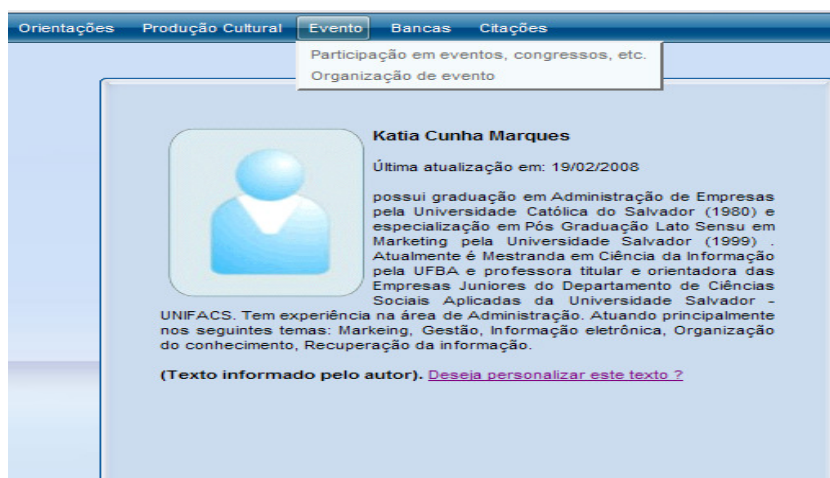 Orientações Produção Cultural Evento Bancas Citações
Participação em eventos, congressos, etc.
Organização de evento
Katia Cunha Marques
Última atualização em: 19/02/2008
possui graduação em Administração de Empresas
pela Universidade Católica do Salvador (1980) e
especialização em Pós Graduação Lato Sensu em
Marketing pela Universidade Salvador (1999) .
Atualmente é Mestranda em Ciência da Informação
pela UFBA e professora titular e orientadora das
Empresas Juniores do Departamento de Ciências
Sociais Aplicadas da Universidade Salvador -
UNIFACS. Tem experiência na área de Administração. Atuando principalmente
nos seguintes temas: Markeing, Gestão, Informação eletrônica, Organização
do conhecimento, Recuperação da informação.
(Texto informado pelo autor). Deseja personalizar este texto ?